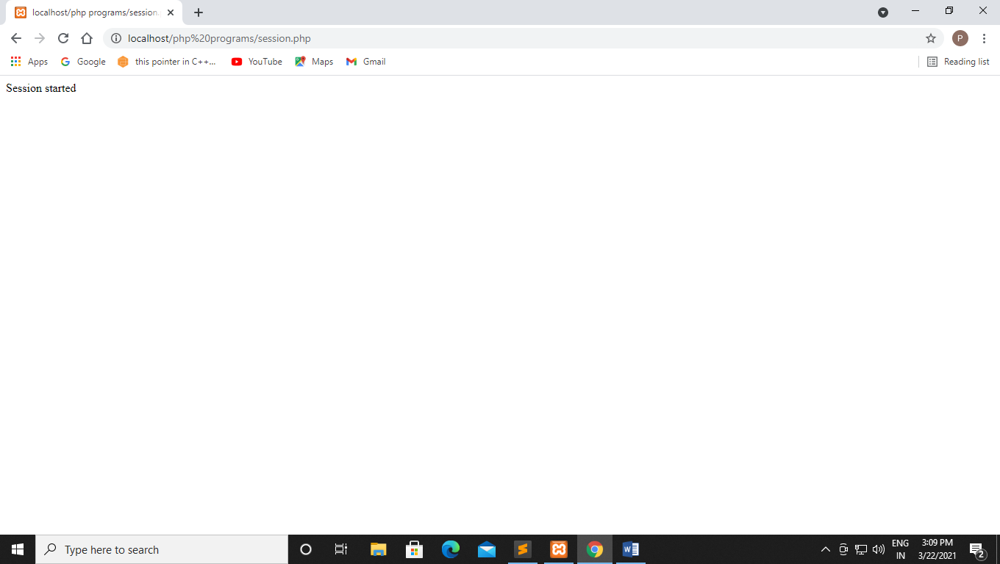 localhost/php programs/session.
localhost/php%20programs/session.php
P
Apps
Google
this pointer in C++...
YouTube
Maps
Gmail
Reading list
Session started
Type here to search
ENG
IN
3:09 PM
3/22/2021
2